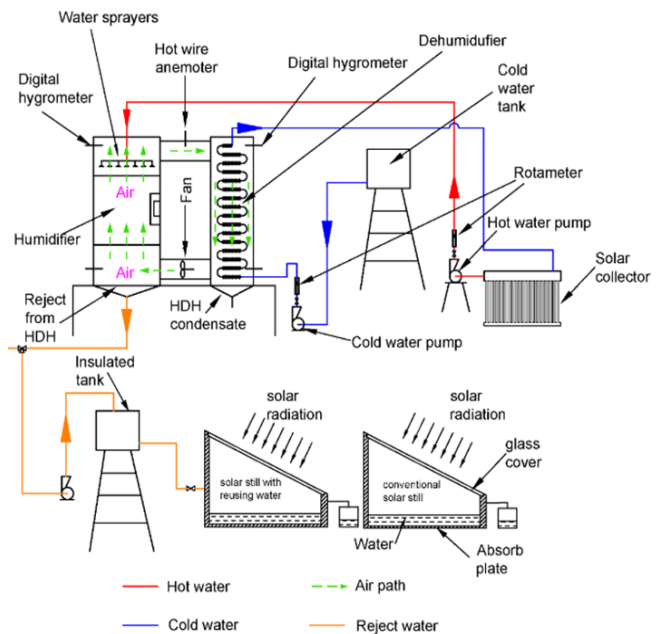 Water sprayers
Hot wire
anemoter
Digital
hygrometer
Digital hygrometer
Dehumidufier
Cold
water
tank
Air
Fan
Humidifier
Air
Rotameter
Hot water pump
Solar
collector
Reject
from
HDH
HDH
condensate
Cold water pump
Insulated
tank
solar
radiation
solar
radiation
glass
cover
solar still with
reusing water
conventional
solar still
Water
Absorb
plate
Hot water
Air path
Cold water
Reject water